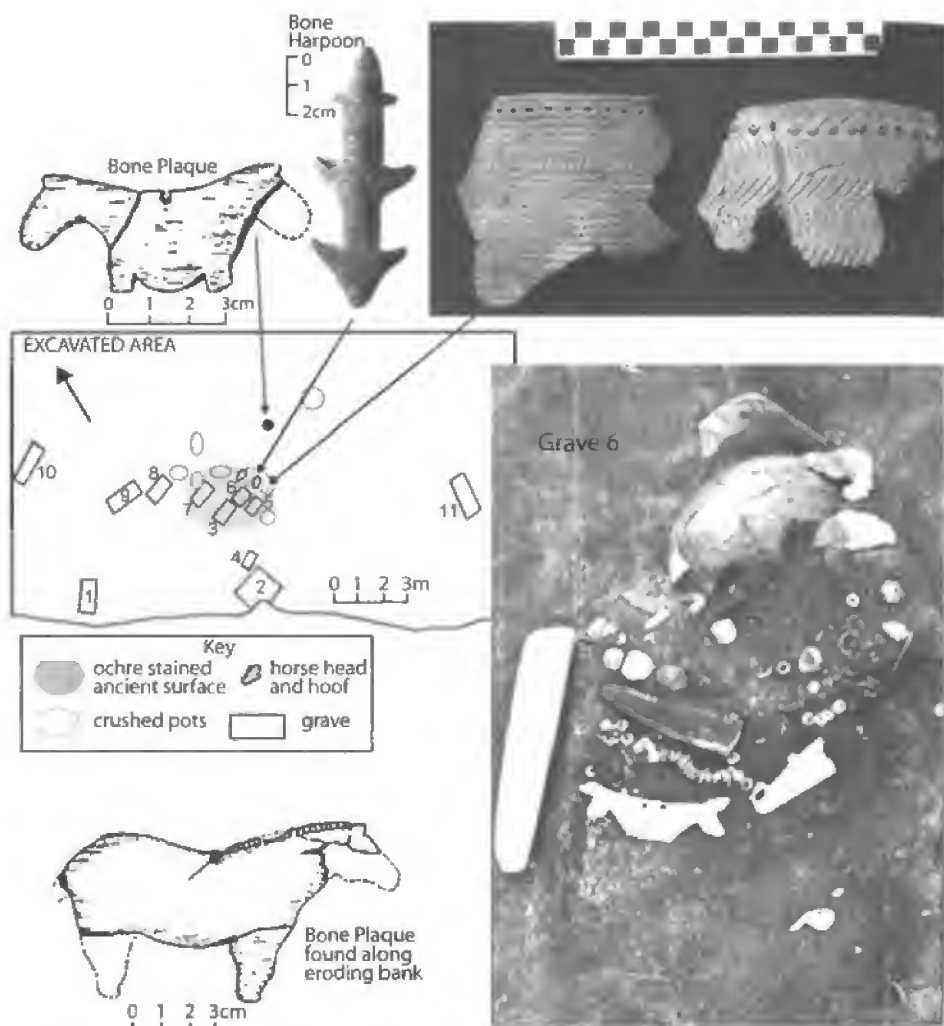 Bone
Harpoon
0
1
2cm
Bone Plaque
0 1 2 3cm
EXCAVATED AREA
10
8
9
7
6
3
11
4
2
1
0 1 2 3m
Key
ochre stained
ancient surface
horse head
and hoof
crushed pots
grave
Grave 6
Bone Plaque
found along
eroding bank
0 1 2 3cm